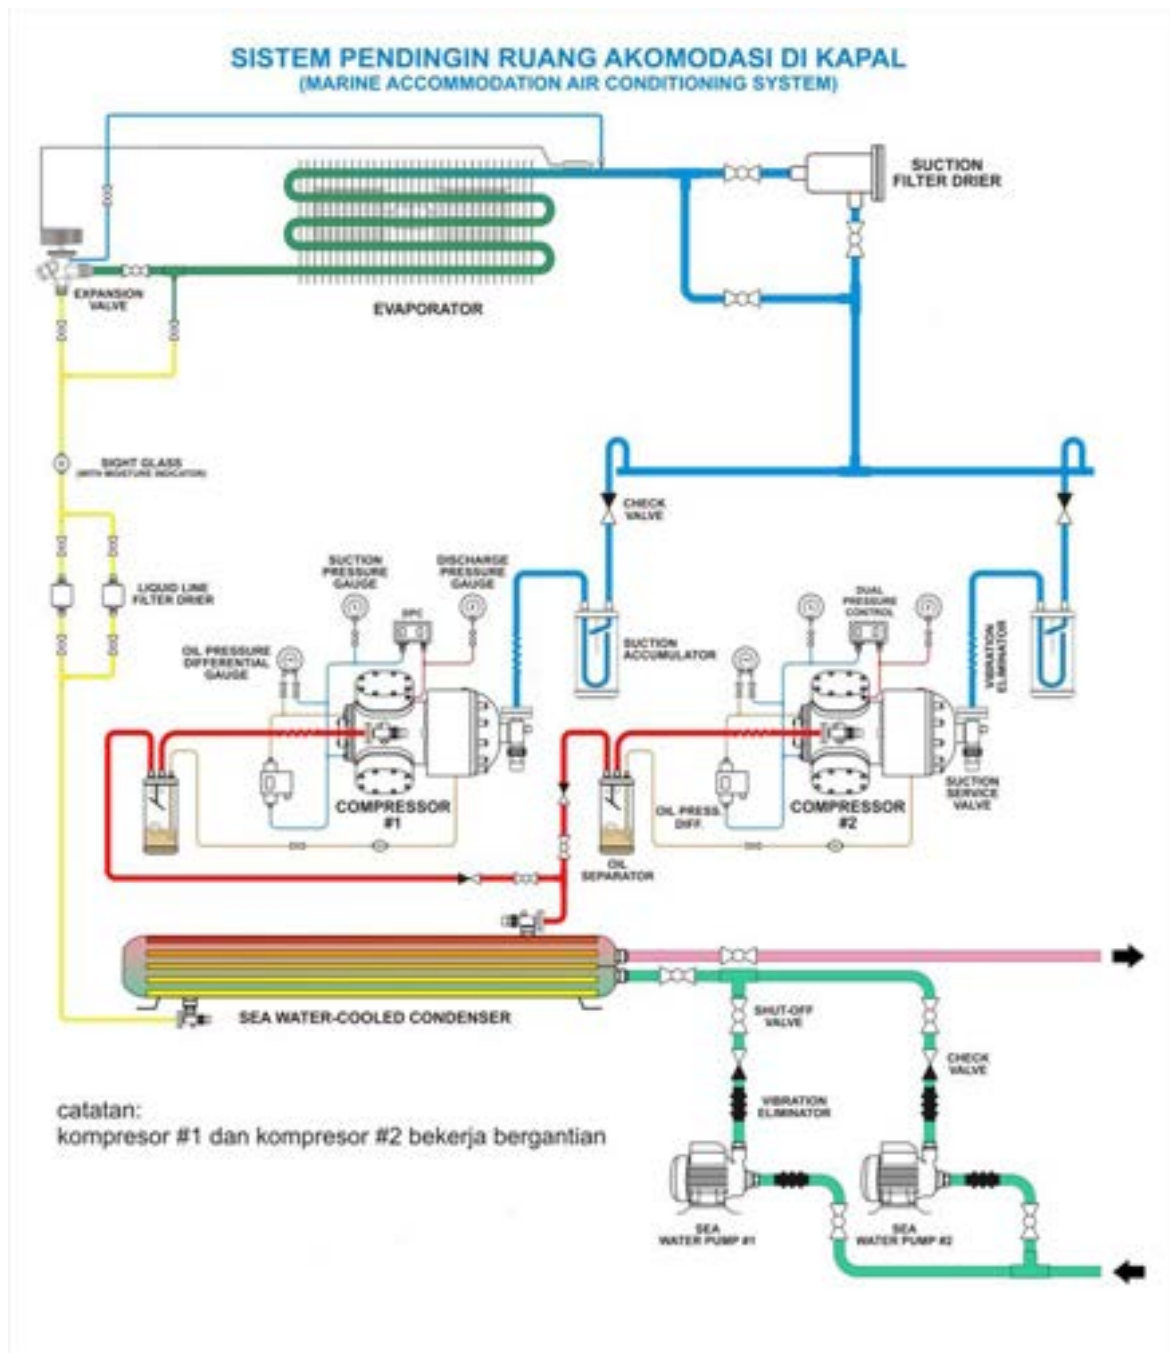 SISTEM PENDINGIN RUANG AKOMODASI DI KAPAL
(MARINE ACCOMMODATION AIR CONDITIONING SYSTEM)
SUCTION
FILTER DRIER
EXPANSION
VALVE
EVAPORATOR
SIGHT GLASS
(WITH MOISTURE INDICATOR)
CHECK
VALVE
SUCTION
PRESSURE
GAUGE
DISCHARGE
PRESSURE
GAUGE
LIQUID LINE
FILTER DRIER
DPC
DUAL
PRESSURE
CONTROL
OIL PRESSURE
DIFFERENTIAL
GAUGE
SUCTION
ACCUMULATOR
VIBRATION
ELIMINATOR
COMPRESSOR
#1
OIL PRESS.
DIFF.
COMPRESSOR
#2
SUCTION
SERVICE
VALVE
OIL
SEPARATOR
SEA WATER-COOLED CONDENSER
SHUT-OFF
VALVE
CHECK
VALVE
VIBRATION
ELIMINATOR
catatan:
kompresor #1 dan kompresor #2 bekerja bergantian
SEA
WATER PUMP #1
SEA
WATER PUMP #2